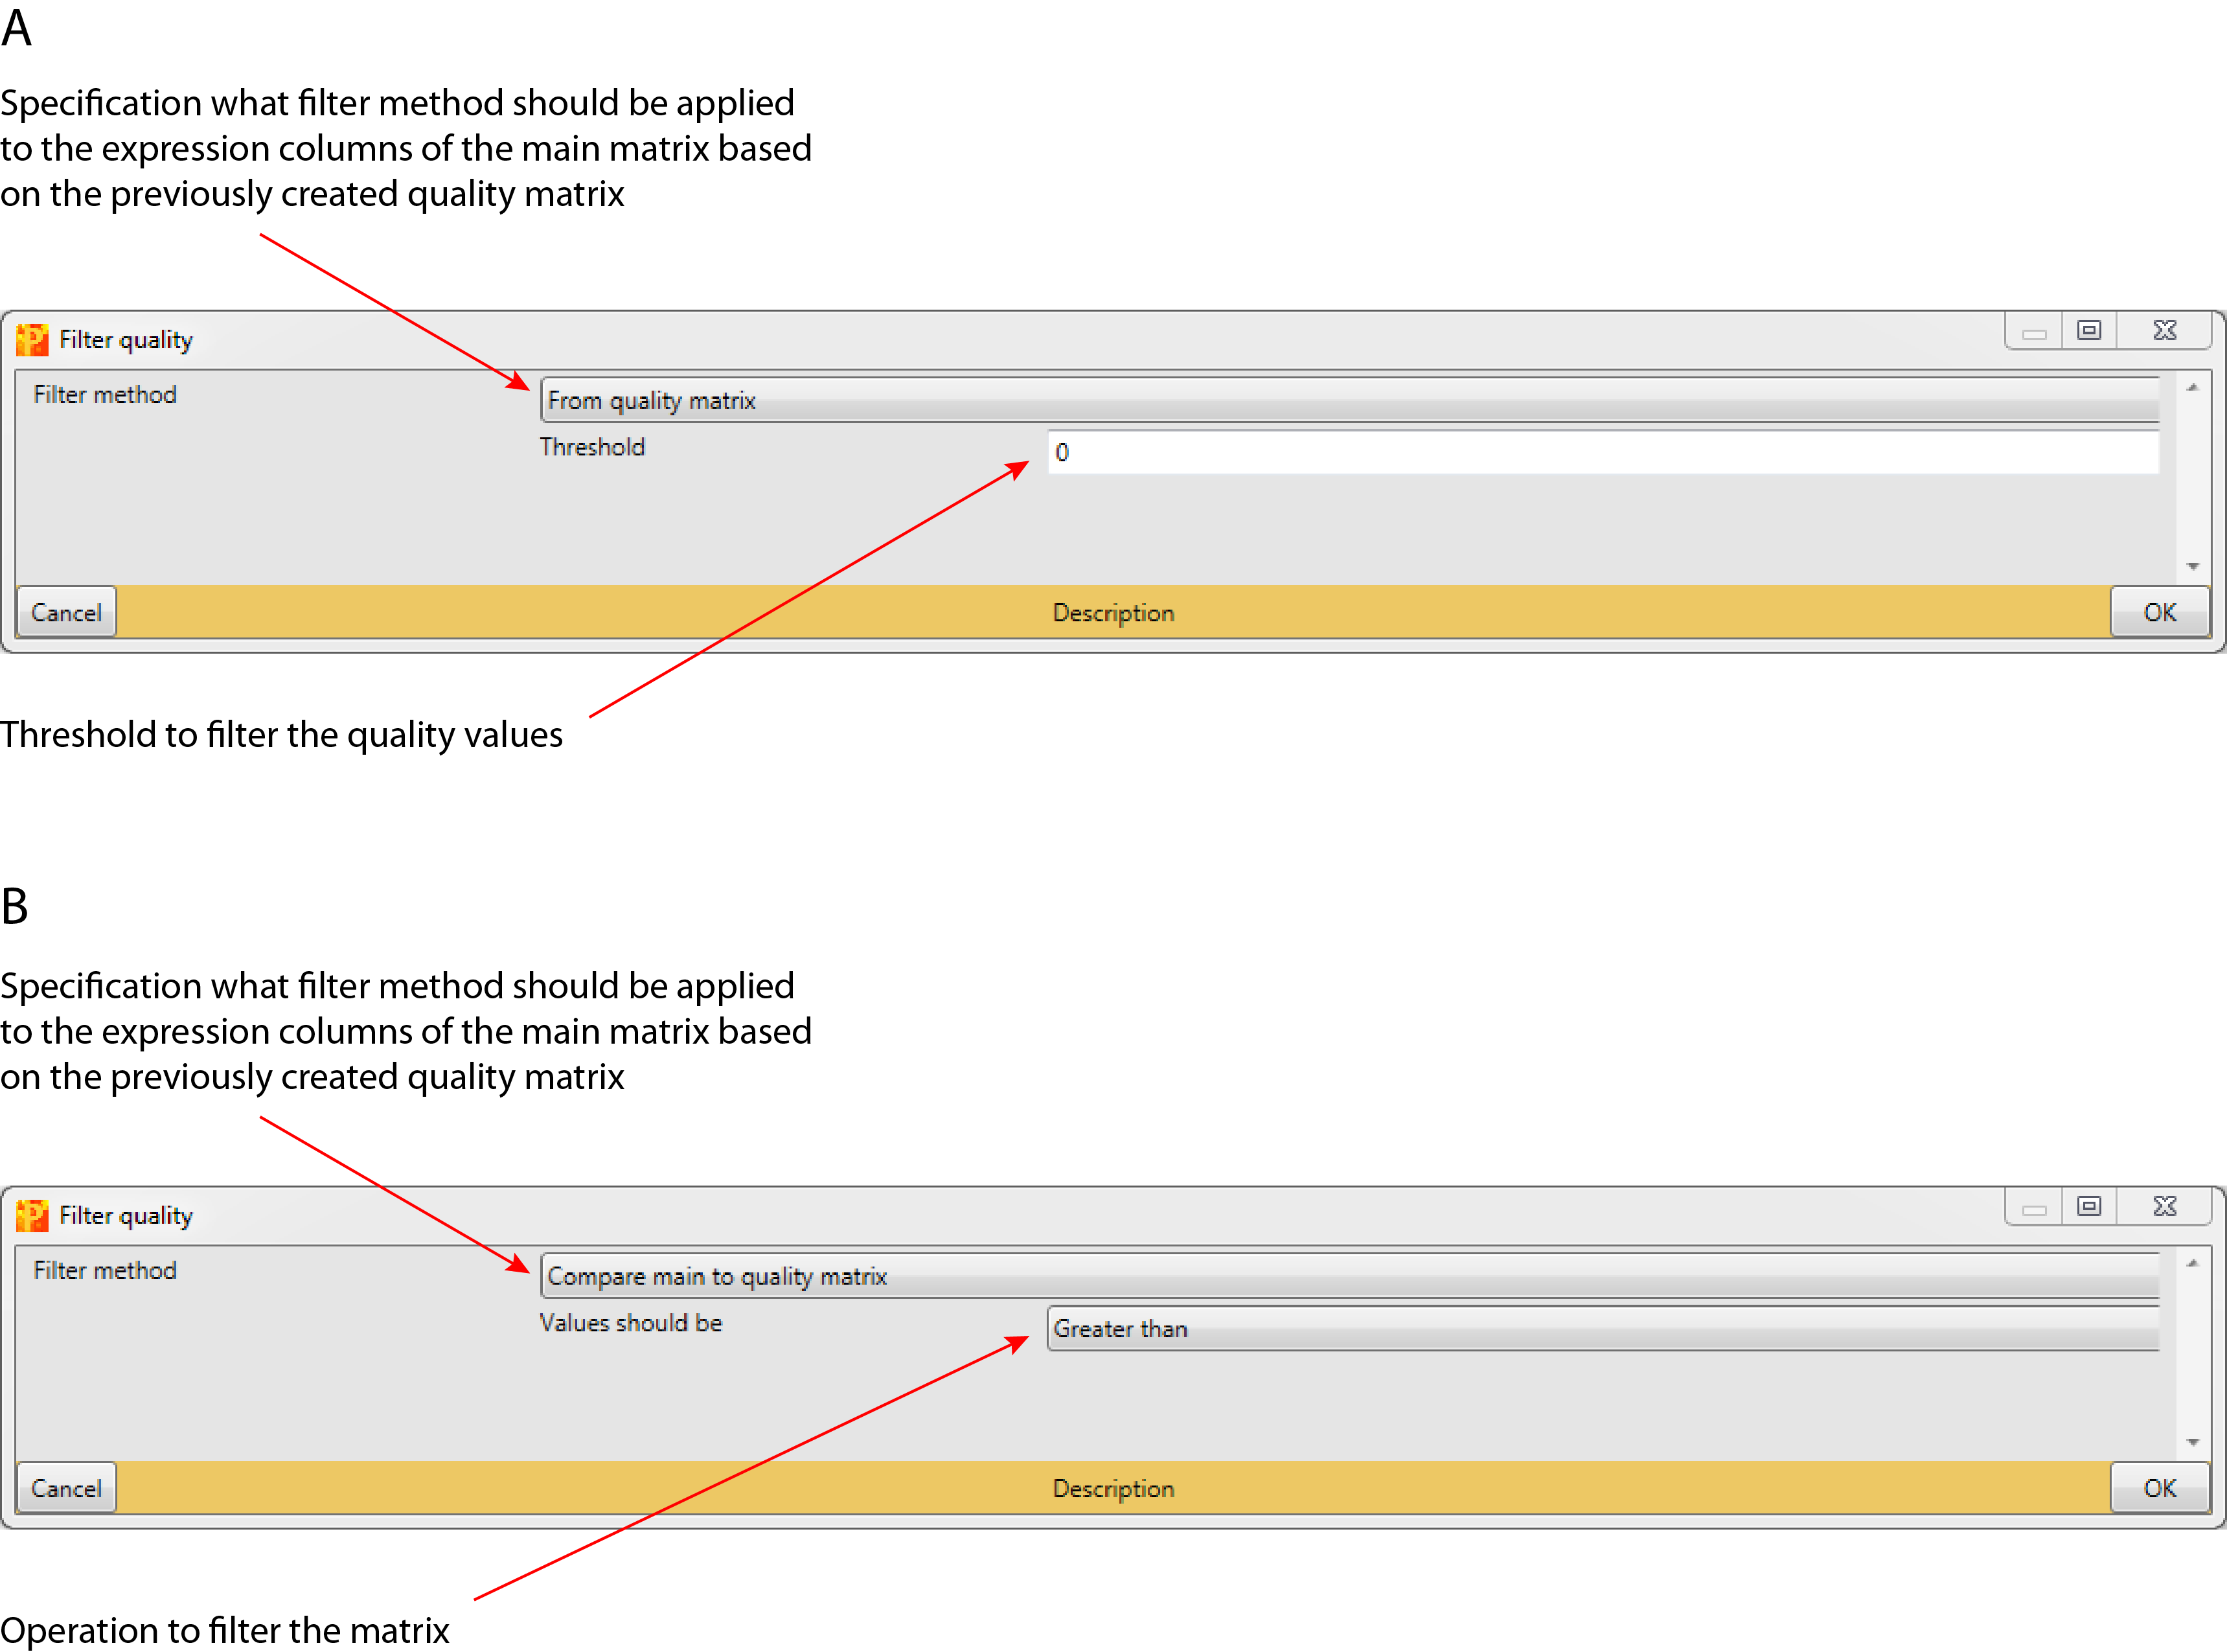 A
Specification what filter method should be applied
to the expression columns of the main matrix based
on the previously created quality matrix
Filter quality
Filter method
From quality matrix
Threshold
0
Cancel
Description
OK
Threshold to filter the quality values
B
Specification what filter method should be applied
to the expression columns of the main matrix based
on the previously created quality matrix
Filter quality
Filter method
Compare main to quality matrix
Values should be
Greater than
Cancel
Description
OK
Operation to filter the matrix